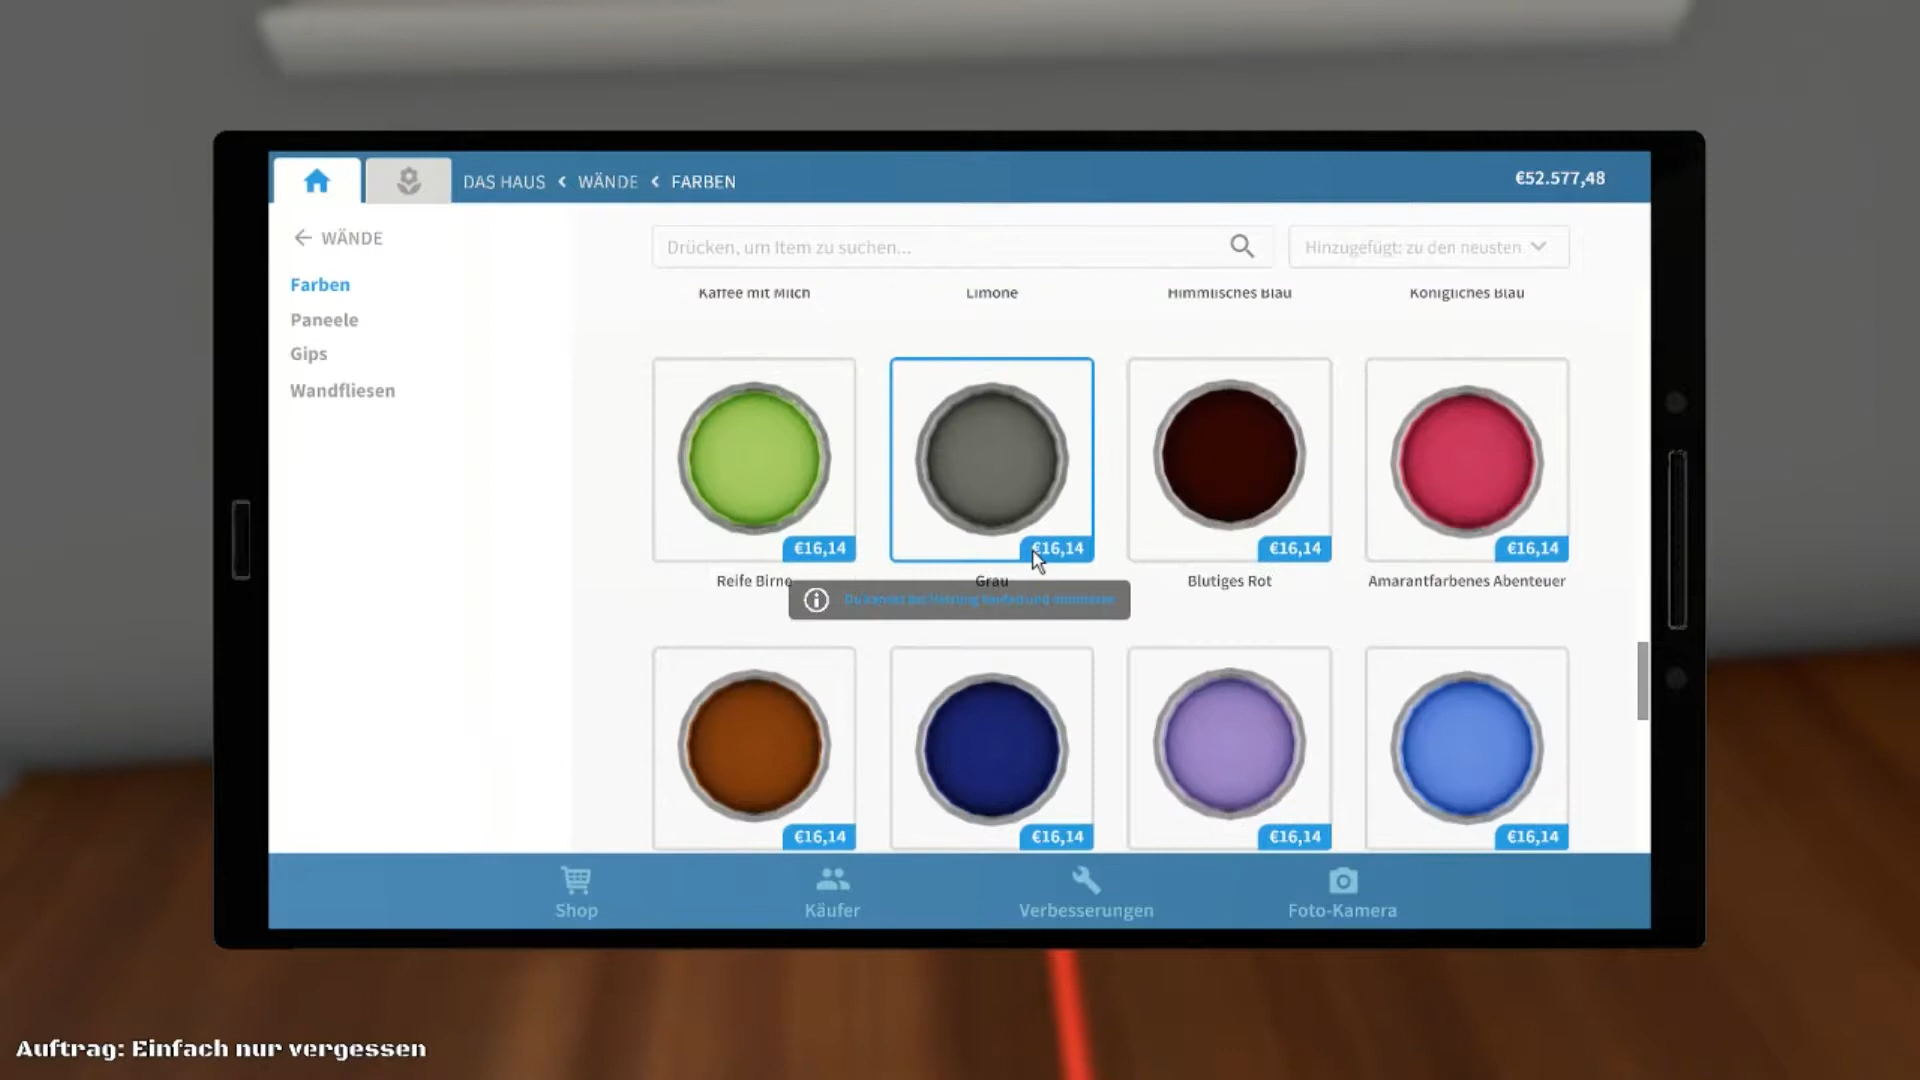 DAS HAUS < WÄNDE < FARBEN
€52.577,48
← WÄNDE
Farben
Paneele
Gips
Wandfliesen
Drücken, um Item zu suchen...
Hinzugefügt: zu den neusten
Kaffee mit Milch
Limone
Himmlisches Blau
Königliches Blau
€16,14
€16,14
€16,14
€16,14
Reife Birne
Grau
Blutiges Rot
Amarantfarbenes Abenteuer
€16,14
€16,14
€16,14
€16,14
Shop
Käufer
Verbesserungen
Foto-Kamera
Auftrag: Einfach nur vergessen